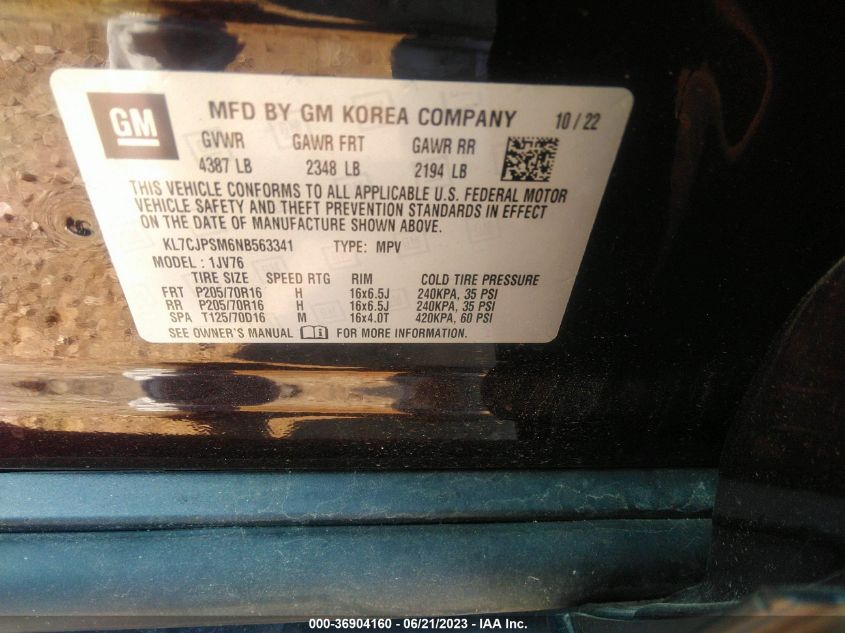 GM MFD BY GM KOREA COMPANY 10/22
GVWR GAWR FRT GAWR RR
4387 LB 2348 LB 2194 LB
THIS VEHICLE CONFORMS TO ALL APPLICABLE U.S. FEDERAL MOTOR
VEHICLE SAFETY AND THEFT PREVENTION STANDARDS IN EFFECT
ON THE DATE OF MANUFACTURE SHOWN ABOVE.
KL7CJPSM6NB563341 TYPE: MPV
MODEL: 1JV76
TIRE SIZE SPEED RTG RIM COLD TIRE PRESSURE
FRT P205/70R16 H 16x6.5J 240KPA, 35 PSI
RR P205/70R16 H 16x6.5J 240KPA, 35 PSI
SPA T125/70D16 M 16x4.0T 420KPA, 60 PSI
SEE OWNER'S MANUAL FOR MORE INFORMATION.
000-36904160 - 06/21/2023 - IAA Inc.